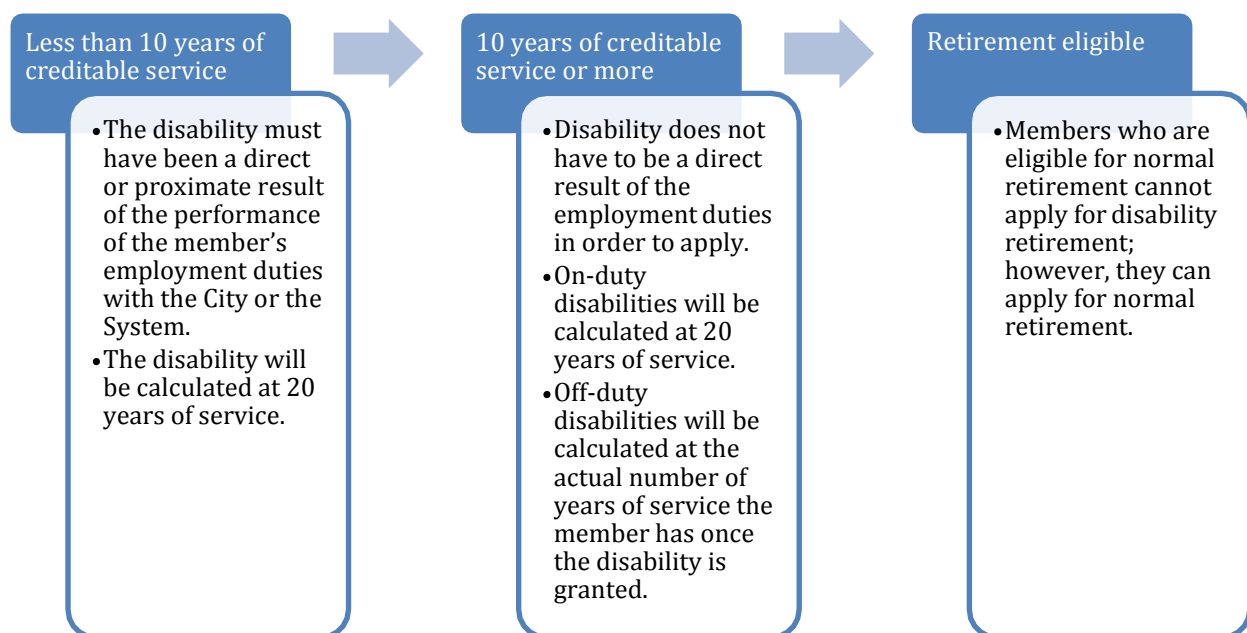 Less than 10 years of
creditable service
•The disability must
have been a direct
or proximate result
of the performance
of the member's
employment duties
with the City or the
System.
•The disability will
be calculated at 20
years of service.
10 years of creditable
service or more
•Disability does not
have to be a direct
result of the
employment duties
in order to apply.
•On-duty
disabilities will be
calculated at 20
years of service.
•Off-duty
disabilities will be
calculated at the
actual number of
years of service the
member has once
the disability is
granted.
Retirement eligible
•Members who are
eligible for normal
retirement cannot
apply for disability
retirement;
however, they can
apply for normal
retirement.